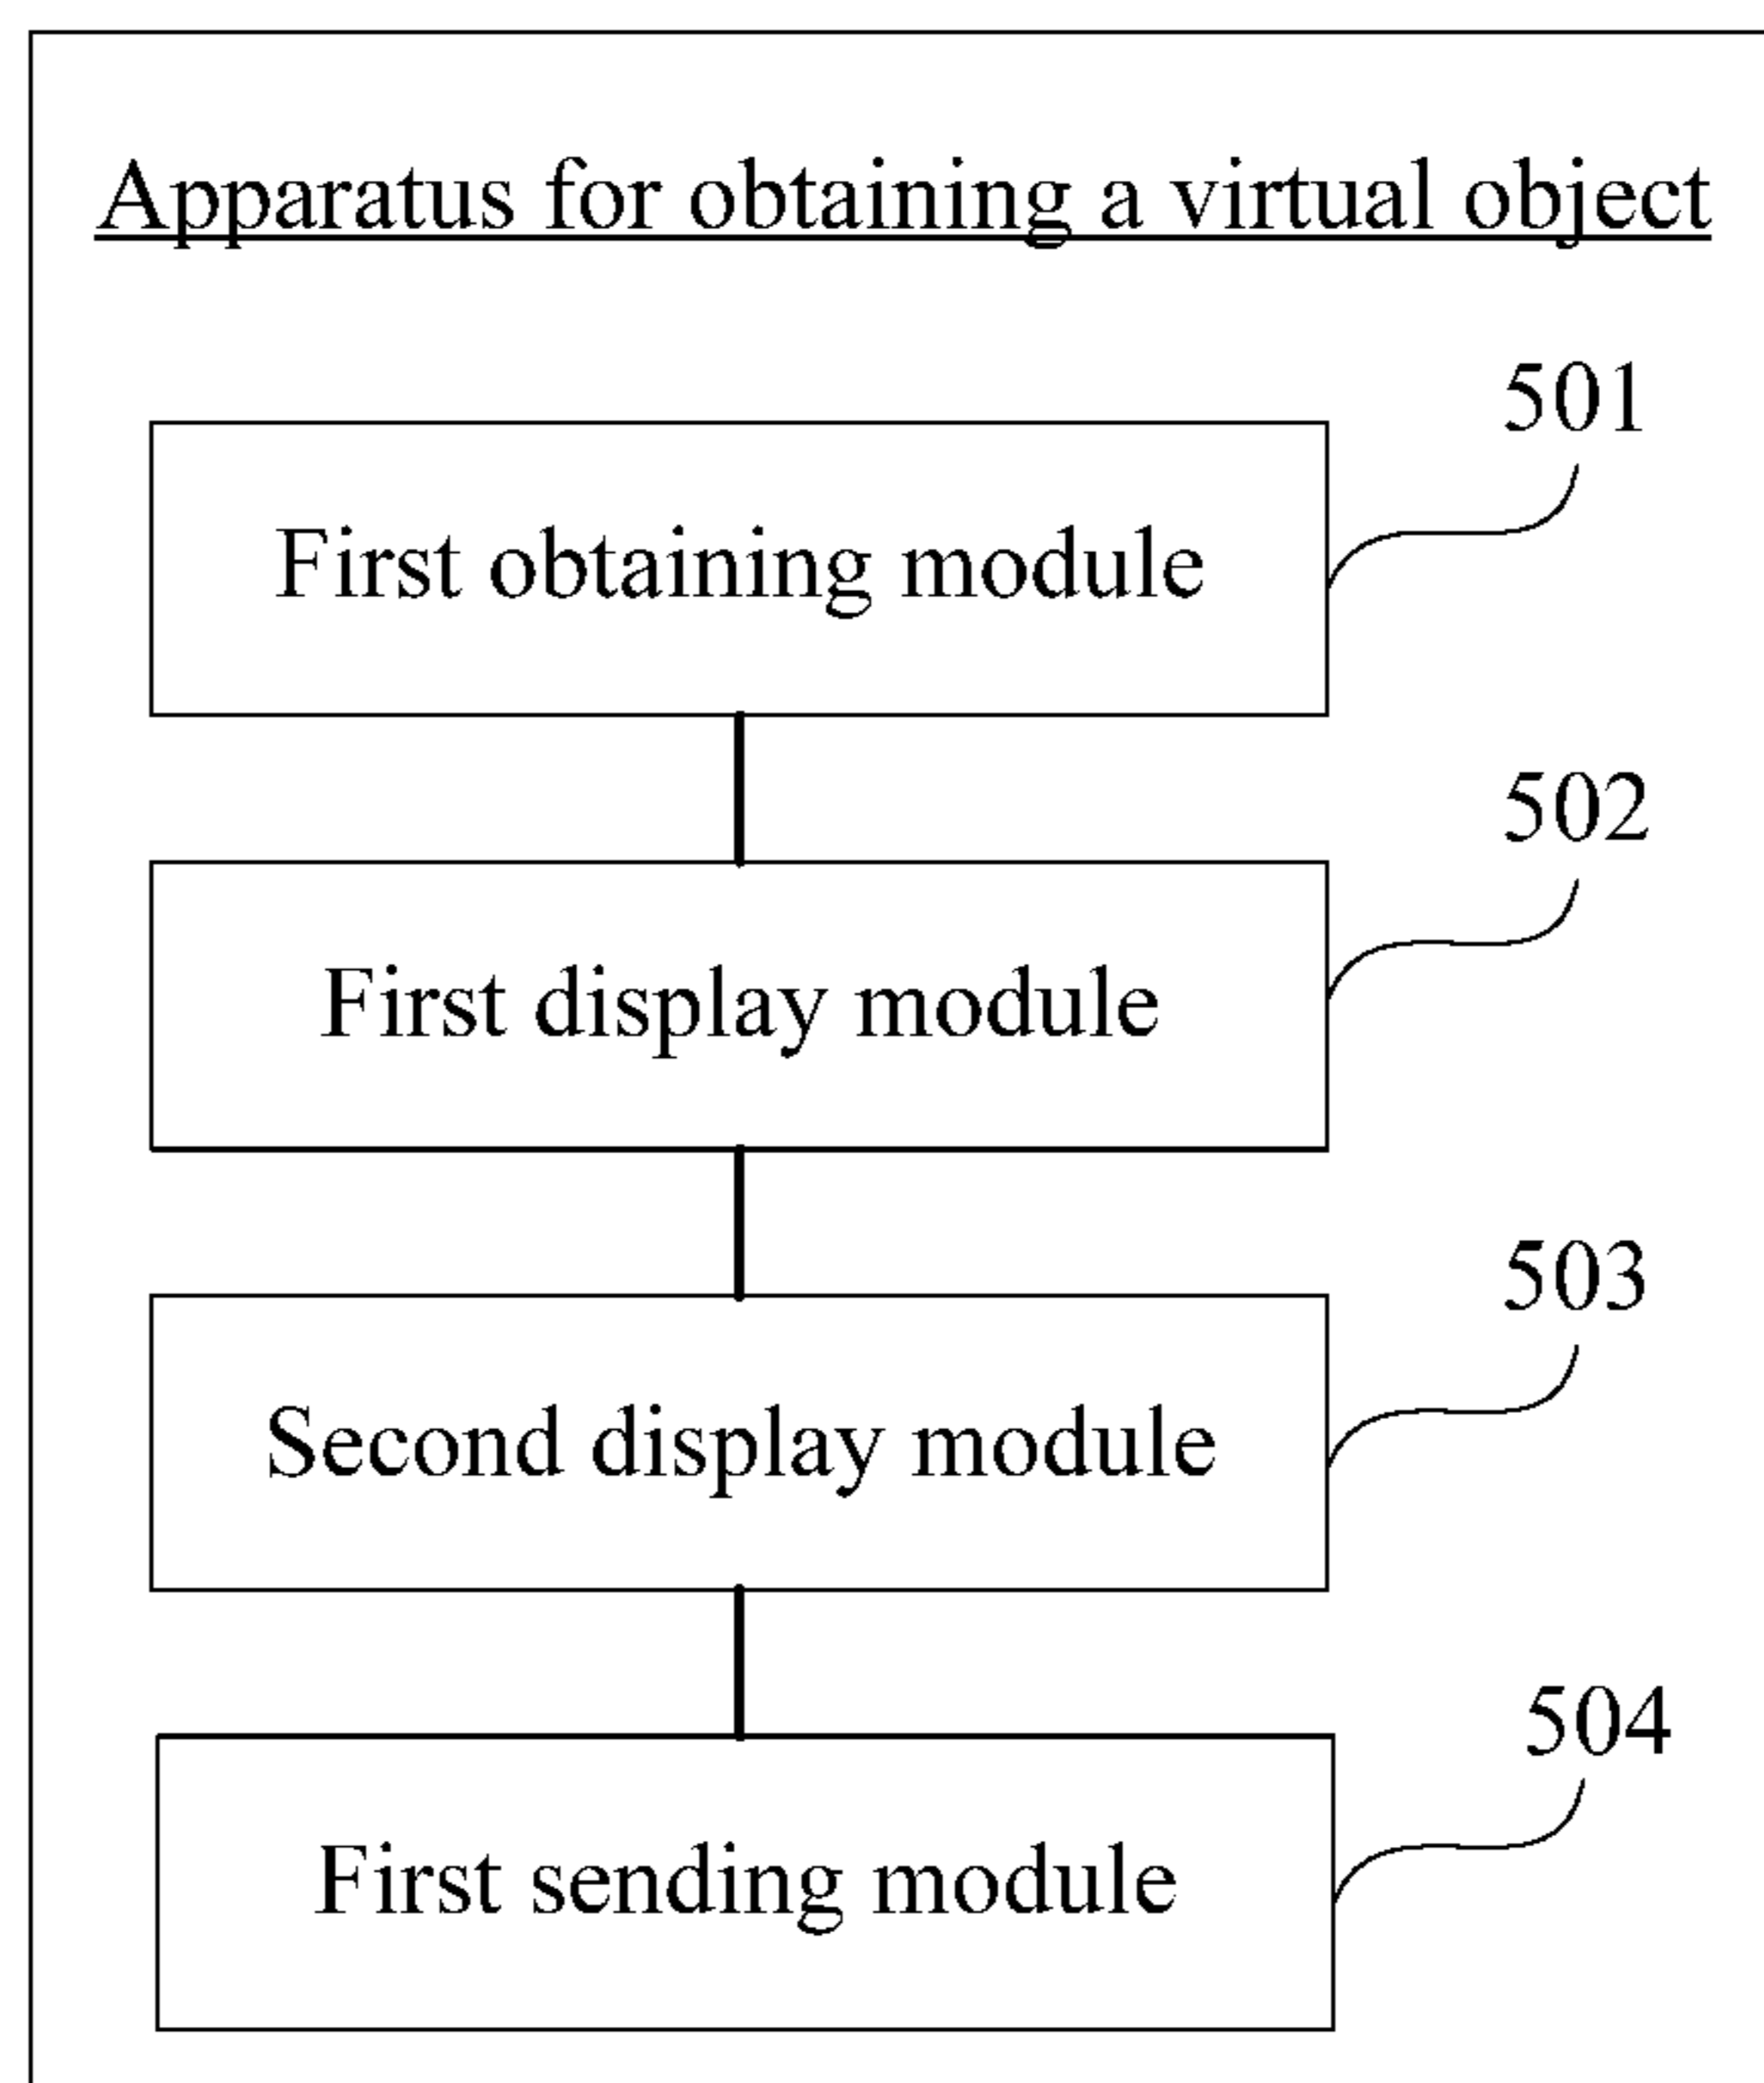 Apparatus for obtaining a virtual object
501
First obtaining module
502
First display module
503
Second display module
504
First sending module